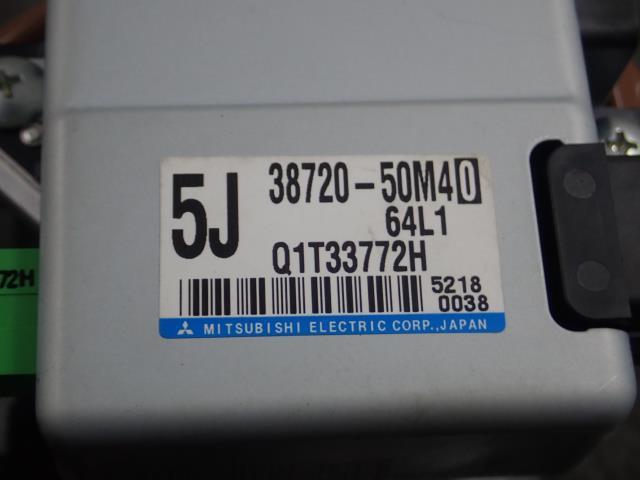 5J
38720-50M40
64L1
Q1T33772H
5218
0038
MITSUBISHI ELECTRIC CORP., JAPAN
72H